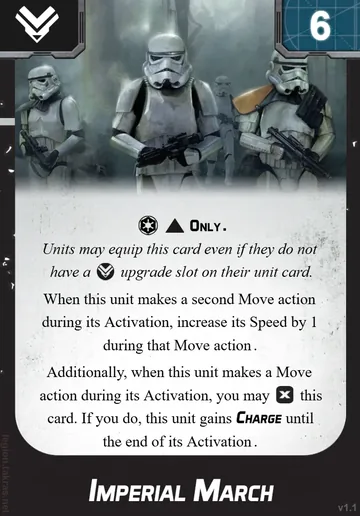 6
ONLY.
Units may equip this card even if they do not
have a upgrade slot on their unit card.
When this unit makes a second Move action
during its Activation, increase its Speed by 1
during that Move action.
Additionally, when this unit makes a Move
action during its Activation, you may this
card. If you do, this unit gains CHARGE until
the end of its Activation.
IMPERIAL MARCH
v1.1